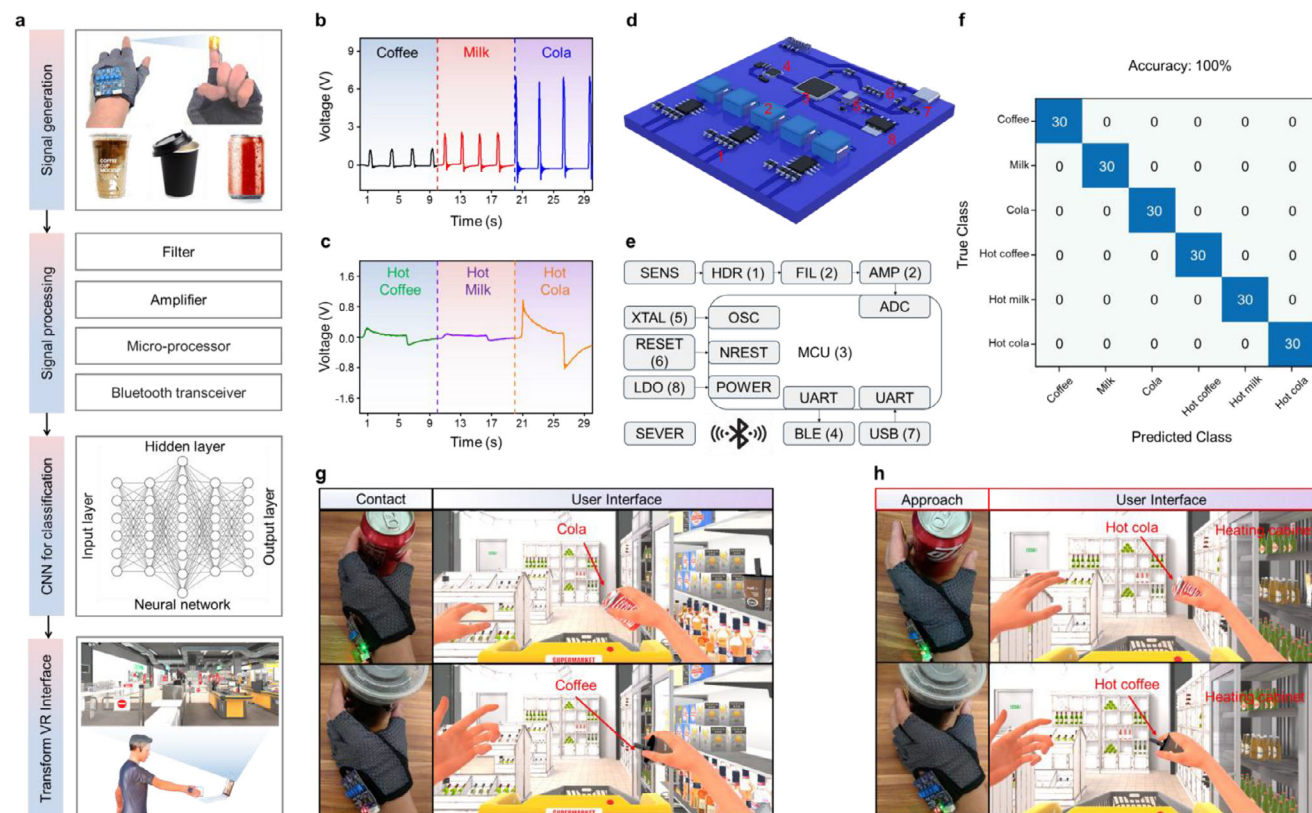 a
Signal generation
COFFEE
CUP
MOCKUP
Signal processing
Filter
Amplifier
Micro-processor
Bluetooth transceiver
CNN for classification
Hidden layer
Input layer
Output layer
Neural network
Transform VR Interface
b
Coffee Milk Cola
Voltage (V)
9
6
3
0
1 5 9 13 17 21 25 29
Time (s)
c
Hot Hot Hot
Coffee Milk Cola
Voltage (V)
1.6
0.8
0.0
-0.8
-1.6
1 5 9 13 17 21 25 29
Time (s)
d
1
2
3
4
6
7
8
e
SENS HDR (1) FIL (2) AMP (2)
ADC
XTAL (5) OSC
RESET
(6)
NREST MCU (3)
LDO (8) POWER
UART UART
SEVER BLE (4) USB (7)
f
Accuracy: 100%
True Class
Coffee 30 0 0 0 0 0
Milk 0 30 0 0 0 0
Cola 0 0 30 0 0 0
Hot coffee 0 0 0 30 0 0
Hot milk 0 0 0 0 30 0
Hot cola 0 0 0 0 0 30
Coffee Milk Cola Hot coffee Hot milk Hot cola
Predicted Class
g
Contact User Interface
Cola
SUPERMARKET
Coffee
SUPERMARKET
h
Approach User Interface
Hot cola
Heating cabinet
Hot coffee
Heating cabinet